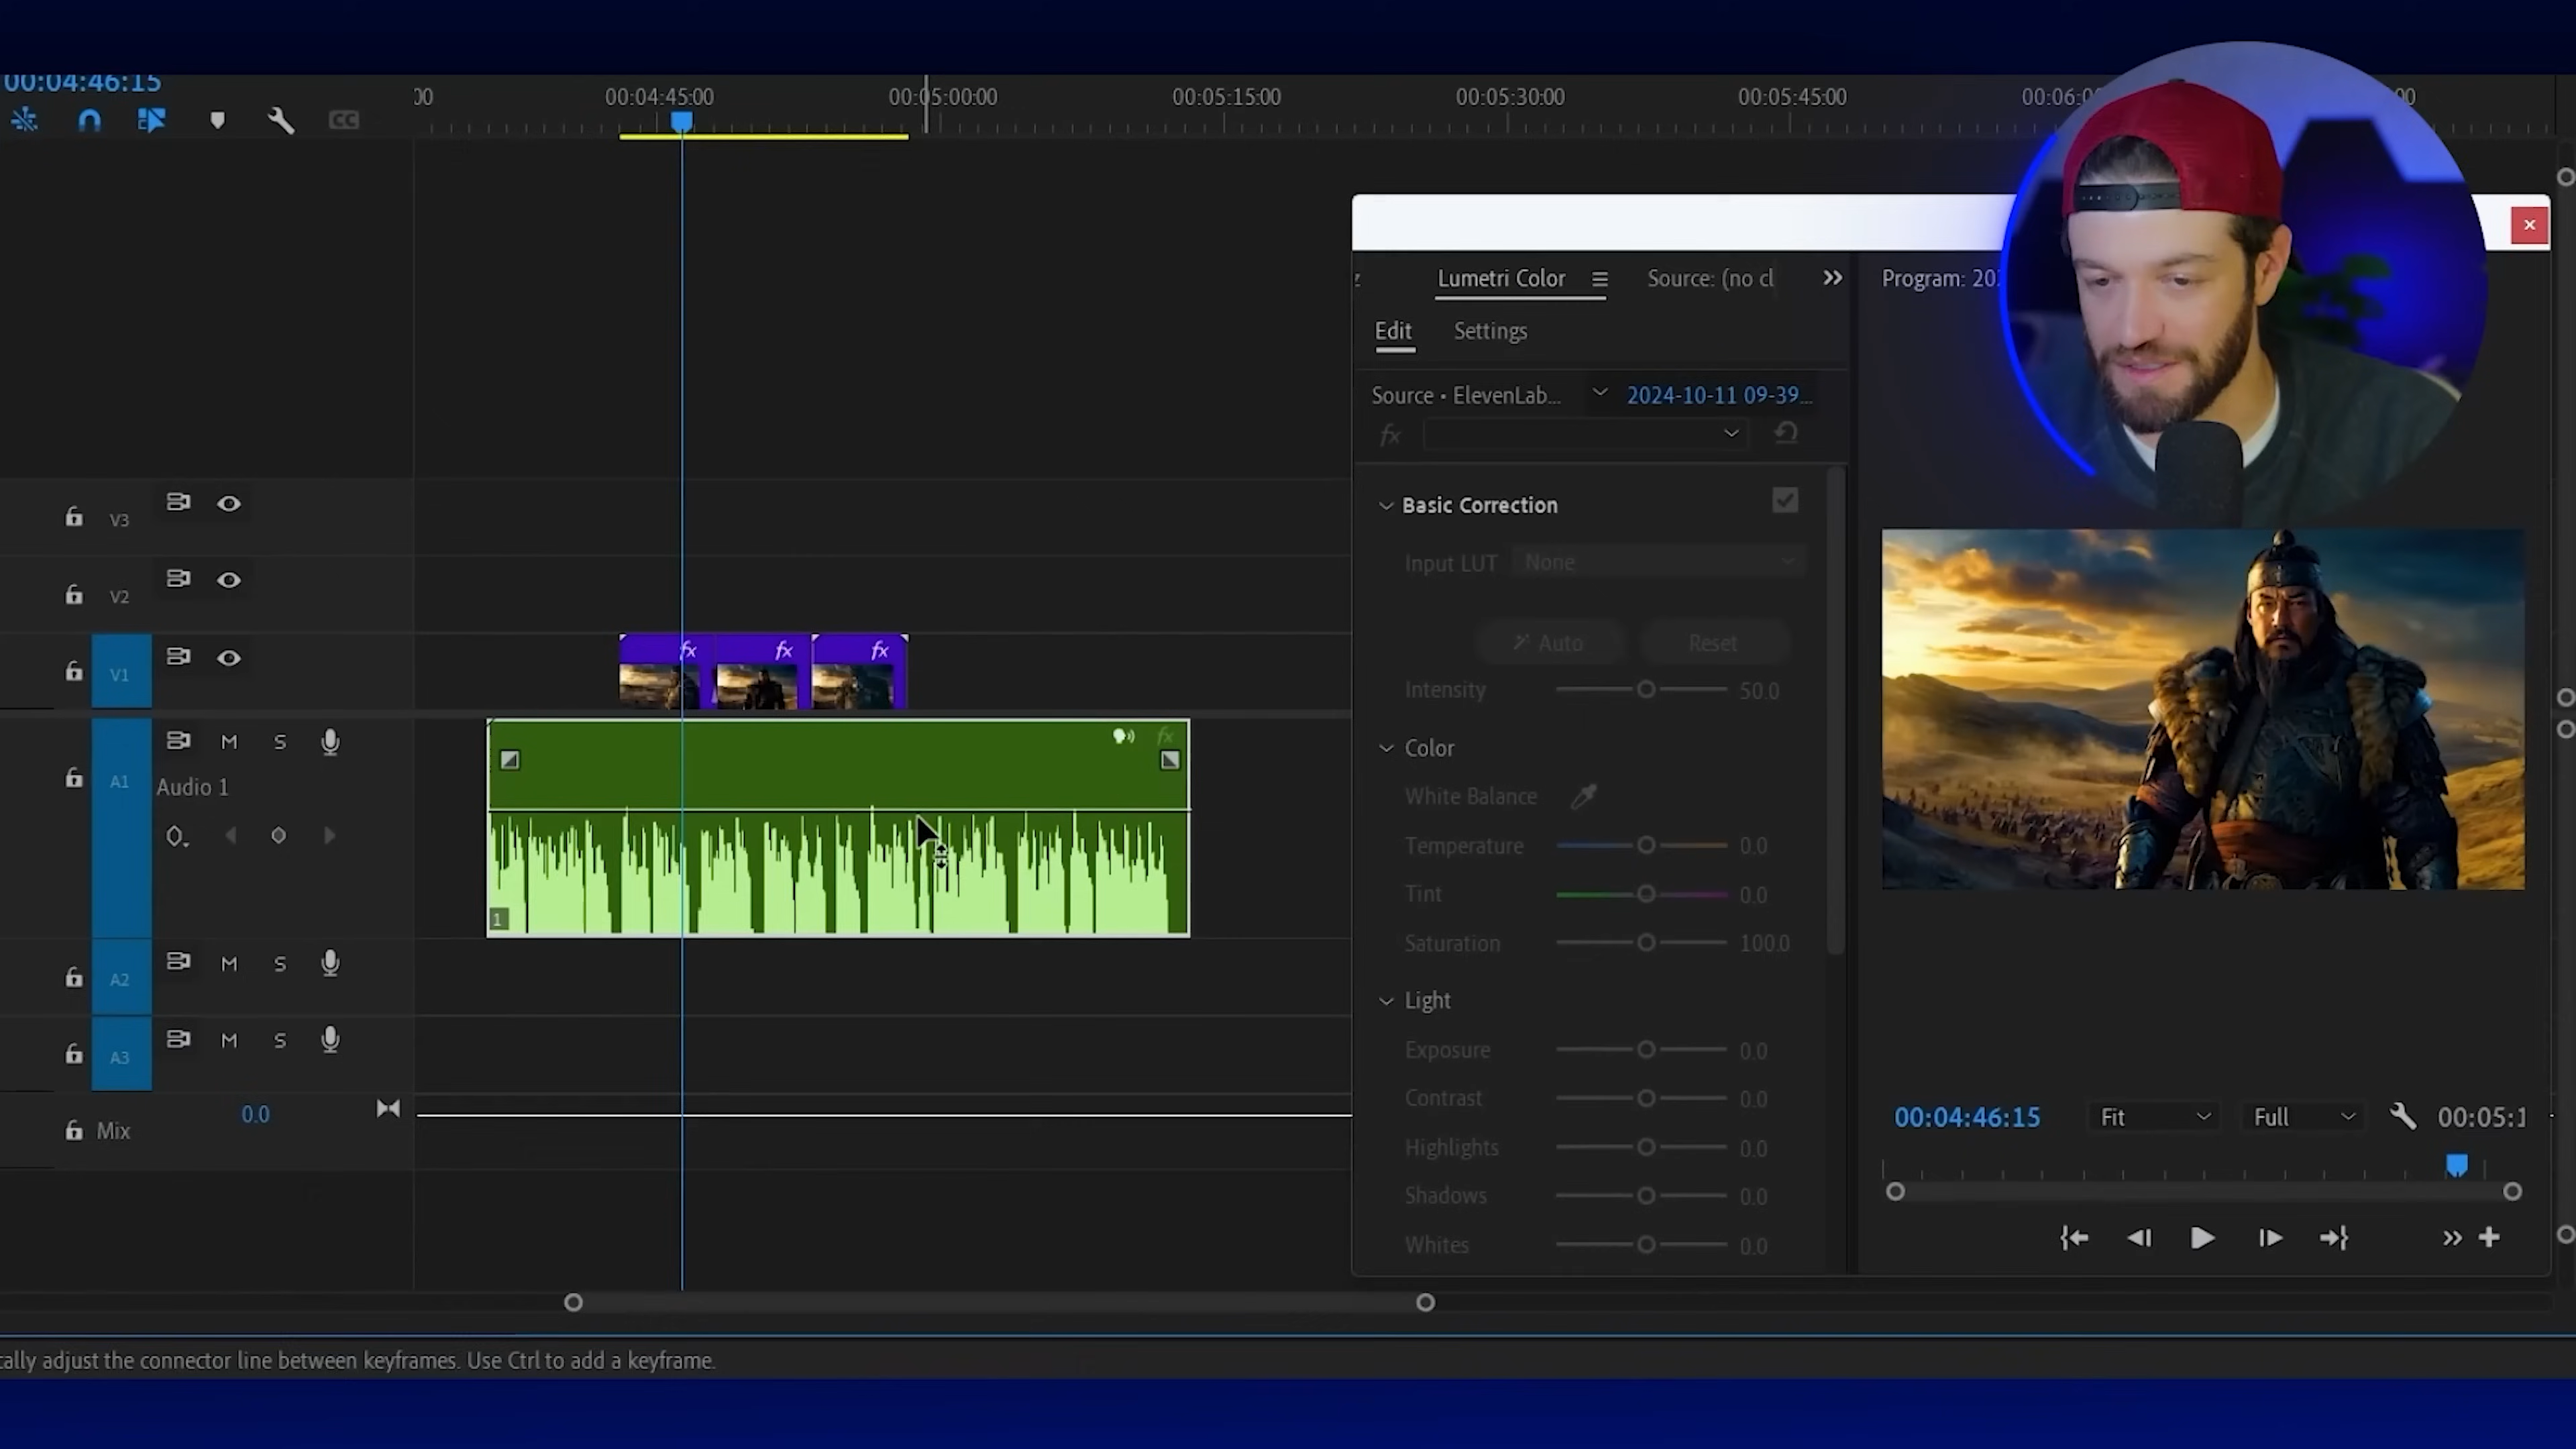 00:04:46:15
00
00:04:45:00
00:05:00:00
00:05:15:00
00:05:30:00
00:05:45:00
CC
Lumetri Color
Source: (no cl
Program: 20
Edit
Settings
Source • ElevenLab...
2024-10-11 09-39...
fx
V3
V2
V1
fx
fx
fx
Basic Correction
Input LUT
None
Auto
Reset
Intensity
50.0
Color
White Balance
Temperature
0.0
Tint
0.0
Saturation
100.0
Light
Exposure
0.0
Contrast
0.0
Highlights
0.0
Shadows
0.0
Whites
0.0
A1
M
S
Audio 1
fx
1
A2
M
S
A3
M
S
Mix
0.0
00:04:46:15
Fit
Full
00:05:1
cally adjust the connector line between keyframes. Use Ctrl to add a keyframe.